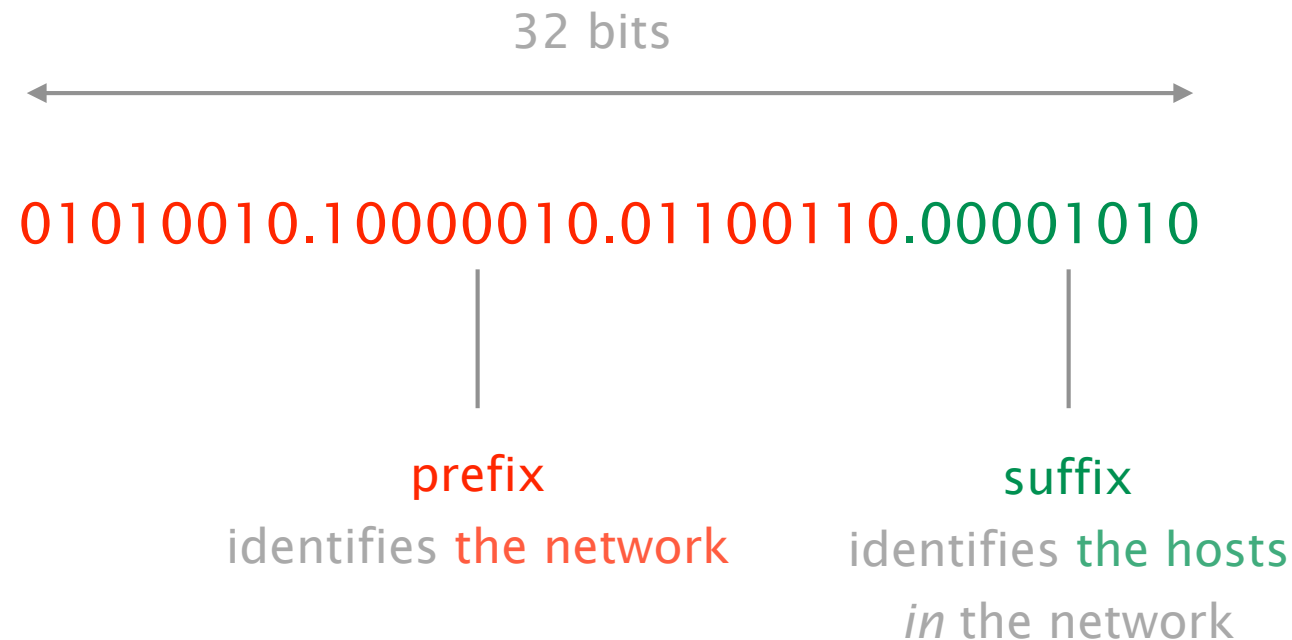 32 bits
01010010.10000010.01100110.00001010
prefix
identifies the network
suffix
identifies the hosts
in the network